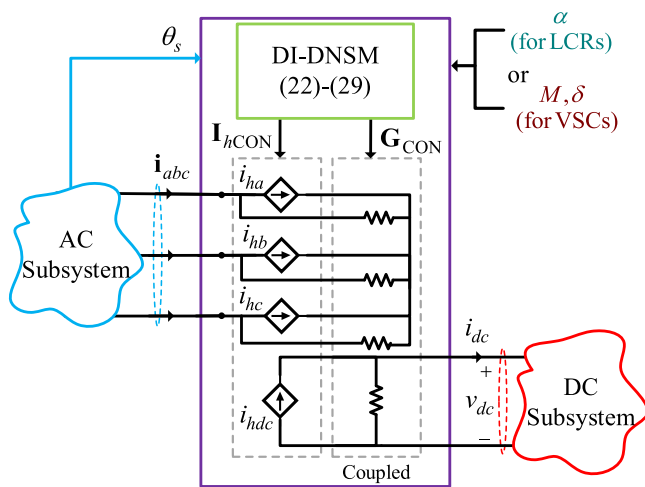 θs
DI-DNSM
(22)-(29)
α
(for LCRs)
or
M, δ
(for VSCs)
IhCON
GCON
iabc
iha
ihb
ihc
AC
Subsystem
idc
+
vdc
−
ihdc
DC
Subsystem
Coupled